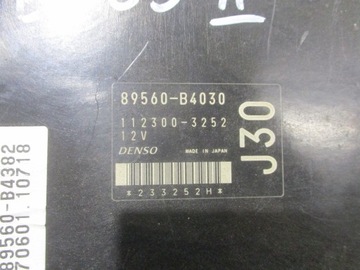 89560-B4030
112300-3252
12V
DENSO MADE IN JAPAN
*233252H*
J30
89560-B4382
70601.10718